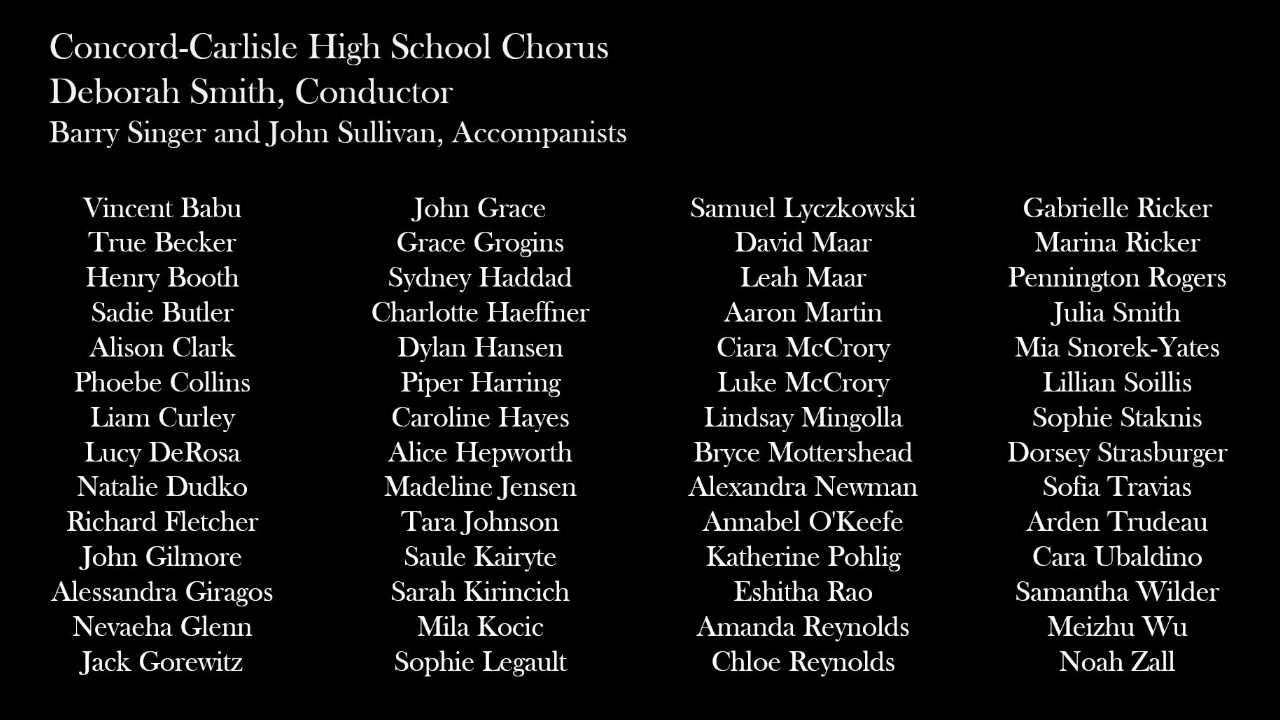 Concord-Carlisle High School Chorus
Deborah Smith, Conductor
Barry Singer and John Sullivan, Accompanists
Vincent Babu
True Becker
Henry Booth
Sadie Butler
Alison Clark
Phoebe Collins
Liam Curley
Lucy DeRosa
Natalie Dudko
Richard Fletcher
John Gilmore
Alessandra Giragos
Nevaeha Glenn
Jack Gorewitz
John Grace
Grace Grogins
Sydney Haddad
Charlotte Haeffner
Dylan Hansen
Piper Harring
Caroline Hayes
Alice Hepworth
Madeline Jensen
Tara Johnson
Saule Kairyte
Sarah Kirincich
Mila Kocic
Sophie Legault
Samuel Lyczkowski
David Maar
Leah Maar
Aaron Martin
Ciara McCrory
Luke McCrory
Lindsay Mingolla
Bryce Mottershead
Alexandra Newman
Annabel O'Keefe
Katherine Pohlig
Eshitha Rao
Amanda Reynolds
Chloe Reynolds
Gabrielle Ricker
Marina Ricker
Pennington Rogers
Julia Smith
Mia Snorek-Yates
Lillian Soillis
Sophie Staknis
Dorsey Strasburger
Sofia Travias
Arden Trudeau
Cara Ubaldino
Samantha Wilder
Meizhu Wu
Noah Zall